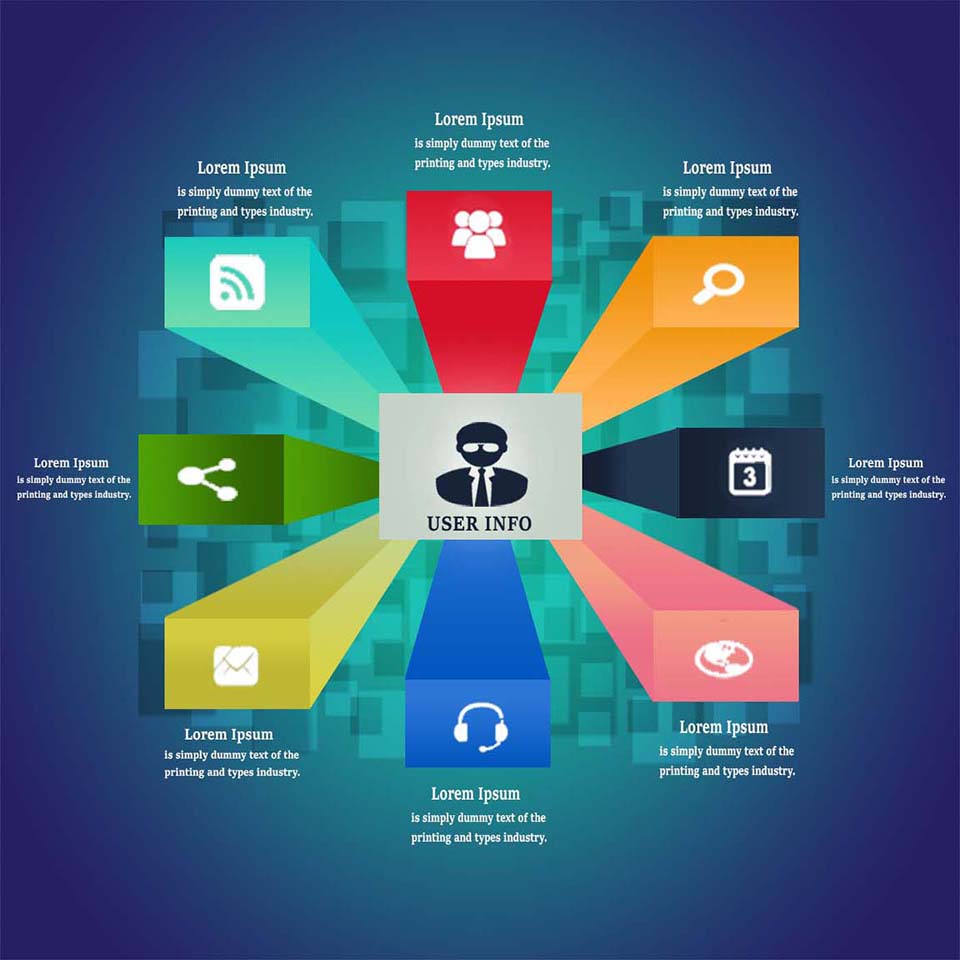 Lorem Ipsum
is simply dummy text of the
printing and types industry.
Lorem Ipsum
is simply dummy text of the
printing and types industry.
Lorem Ipsum
is simply dummy text of the
printing and types industry.
Lorem Ipsum
is simply dummy text of the
printing and types industry.
USER INFO
3
Lorem Ipsum
is simply dummy text of the
printing and types industry.
Lorem Ipsum
is simply dummy text of the
printing and types industry.
Lorem Ipsum
is simply dummy text of the
printing and types industry.
Lorem Ipsum
is simply dummy text of the
printing and types industry.